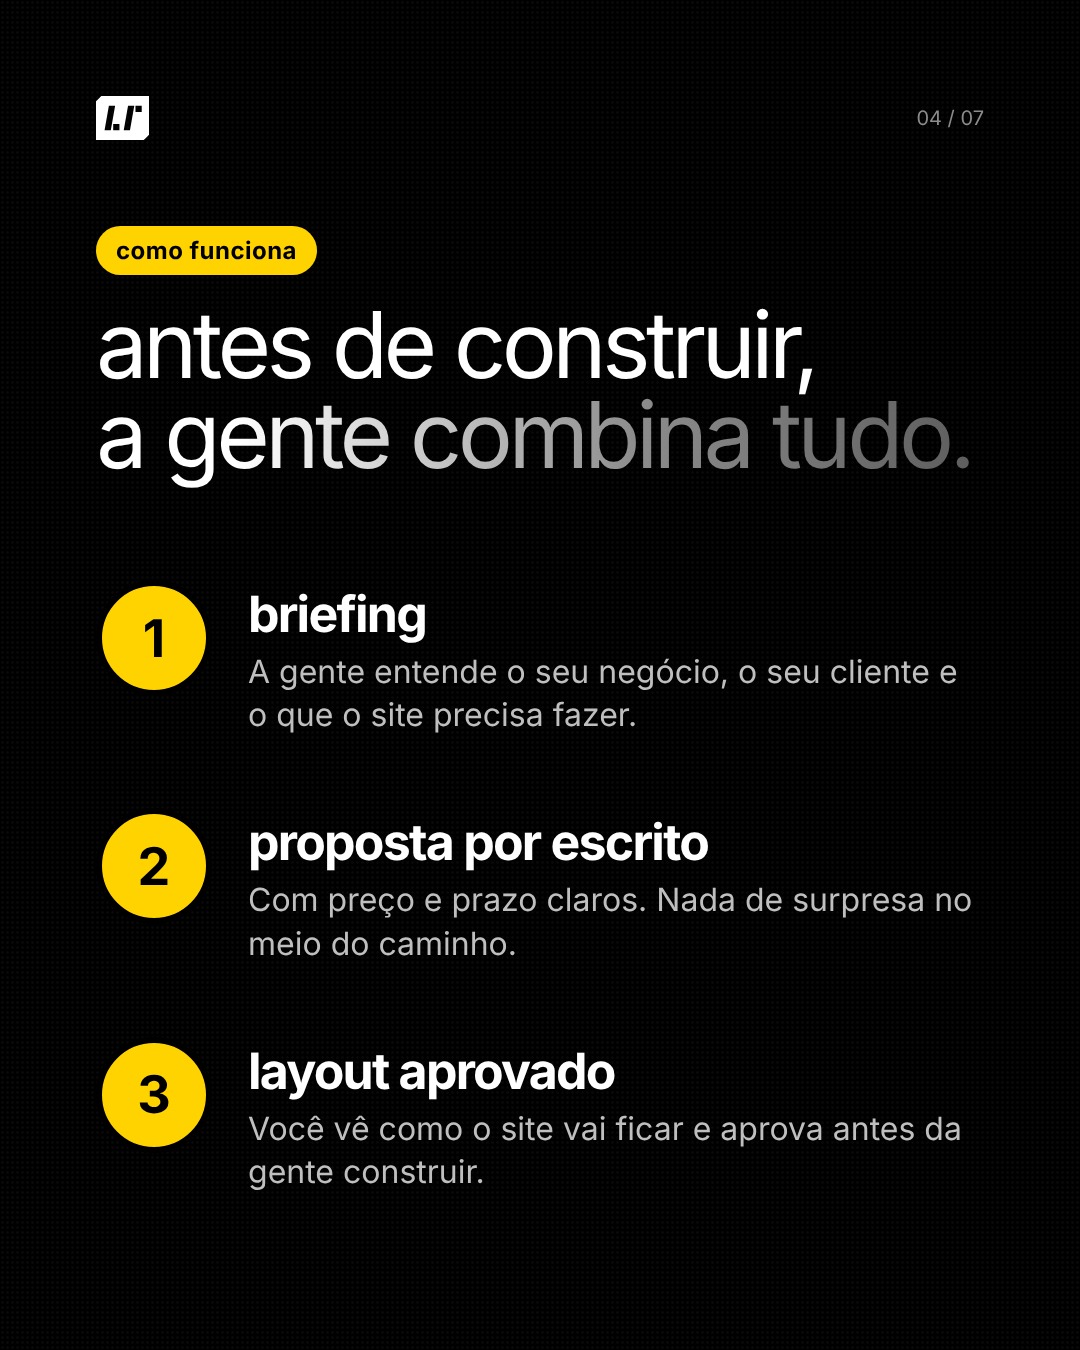 04 / 07
como funciona
antes de construir,
a gente combina tudo.
1
briefing
A gente entende o seu negócio, o seu cliente e
o que o site precisa fazer.
2
proposta por escrito
Com preço e prazo claros. Nada de surpresa no
meio do caminho.
3
layout aprovado
Você vê como o site vai ficar e aprova antes da
gente construir.